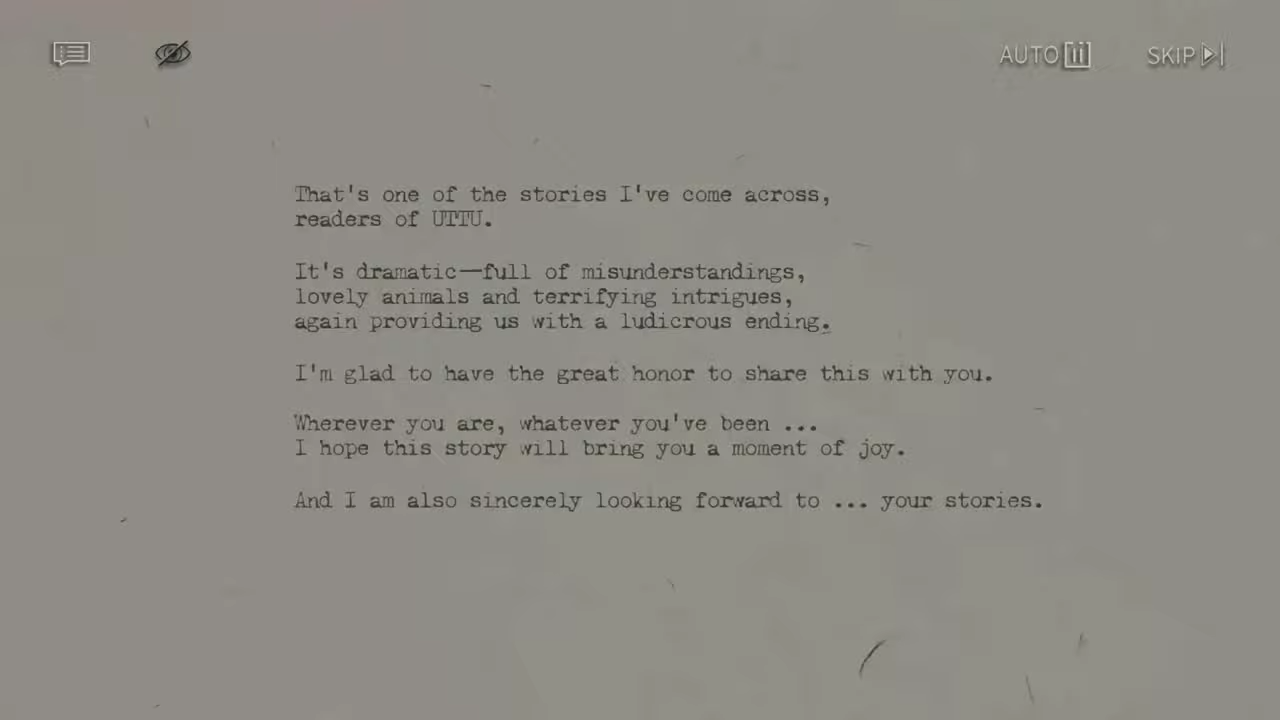 AUTO
SKIP
That's one of the stories I've come across,
readers of UTTU.
It's dramatic—full of misunderstandings,
lovely animals and terrifying intrigues,
again providing us with a ludicrous ending.
I'm glad to have the great honor to share this with you.
Wherever you are, whatever you've been ...
I hope this story will bring you a moment of joy.
And I am also sincerely looking forward to ... your stories.